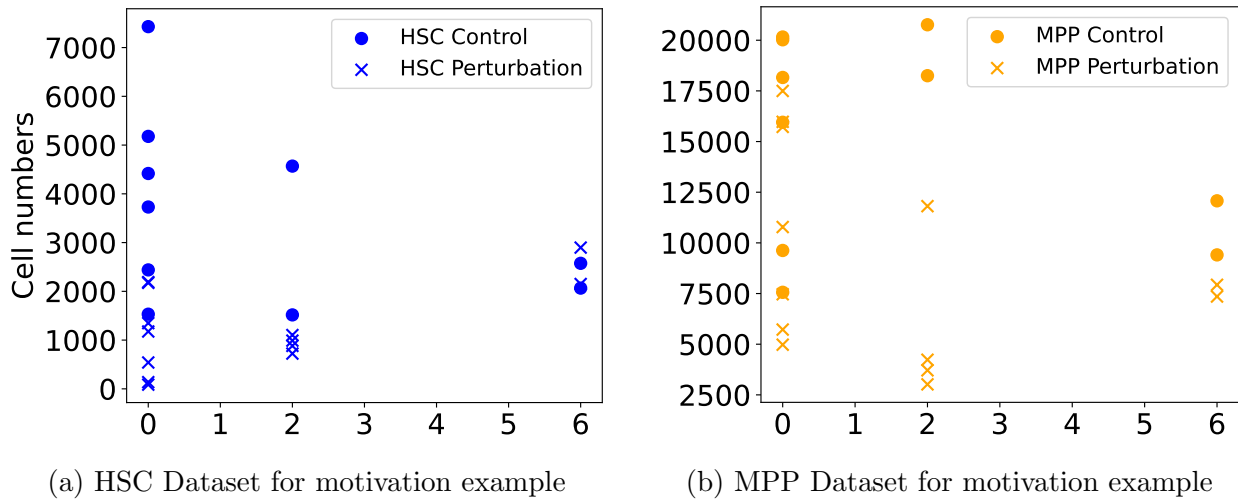 HSC Control
HSC Perturbation
Cell numbers
7000
6000
5000
4000
3000
2000
1000
0
0 1 2 3 4 5 6
(a) HSC Dataset for motivation example
MPP Control
MPP Perturbation
20000
17500
15000
12500
10000
7500
5000
2500
0 1 2 3 4 5 6
(b) MPP Dataset for motivation example